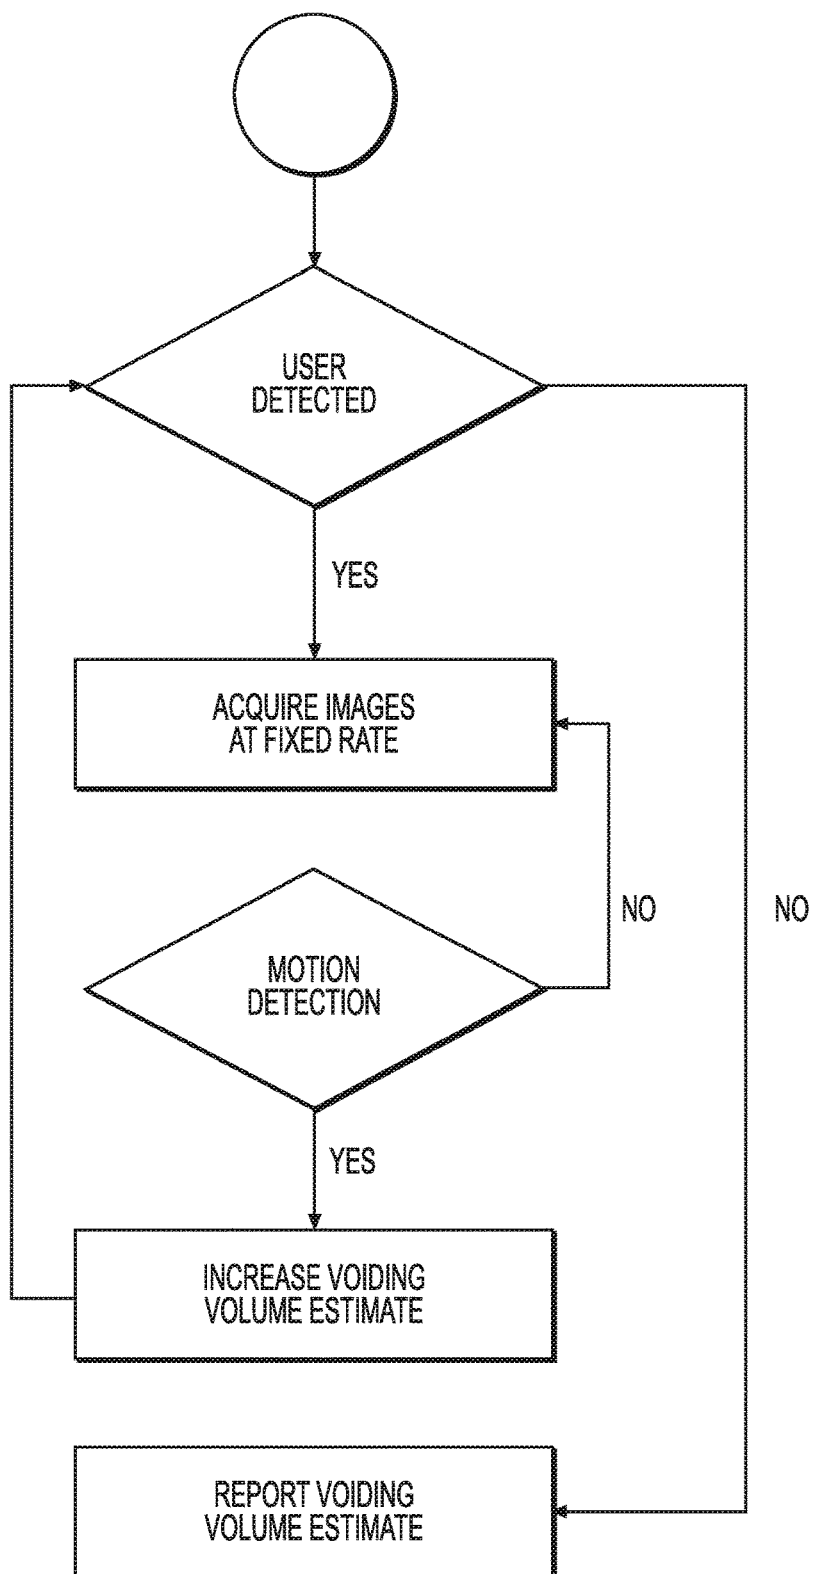 USER
DETECTED
YES
ACQUIRE IMAGES
AT FIXED RATE
NO
NO
MOTION
DETECTION
YES
INCREASE VOIDING
VOLUME ESTIMATE
REPORT VOIDING
VOLUME ESTIMATE